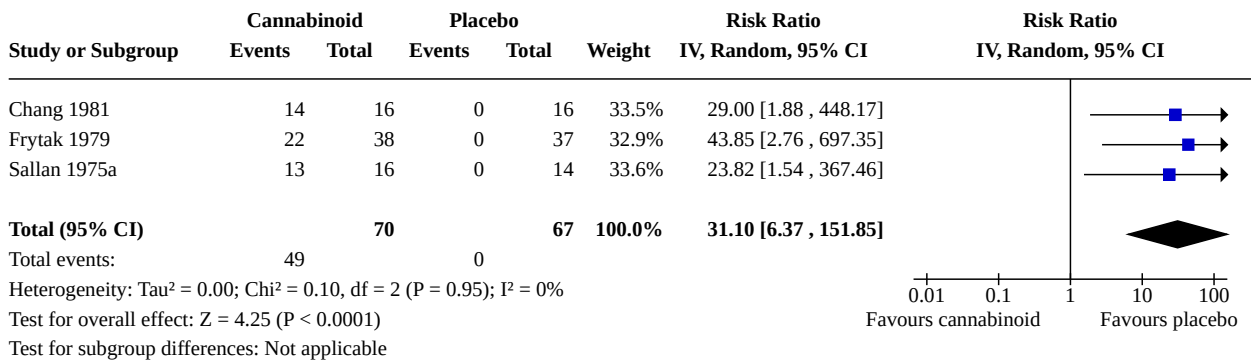 Cannabinoid Placebo Risk Ratio Risk Ratio
Study or Subgroup Events Total Events Total Weight IV, Random, 95% CI IV, Random, 95% CI
Chang 1981 14 16 0 16 33.5% 29.00 [1.88 , 448.17]
Frytak 1979 22 38 0 37 32.9% 43.85 [2.76 , 697.35]
Sallan 1975a 13 16 0 14 33.6% 23.82 [1.54 , 367.46]
Total (95% CI) 70 67 100.0% 31.10 [6.37 , 151.85]
Total events: 49 0
Heterogeneity: Tau² = 0.00; Chi² = 0.10, df = 2 (P = 0.95); I² = 0%
0.01 0.1 1 10 100
Test for overall effect: Z = 4.25 (P < 0.0001) Favours cannabinoid Favours placebo
Test for subgroup differences: Not applicable